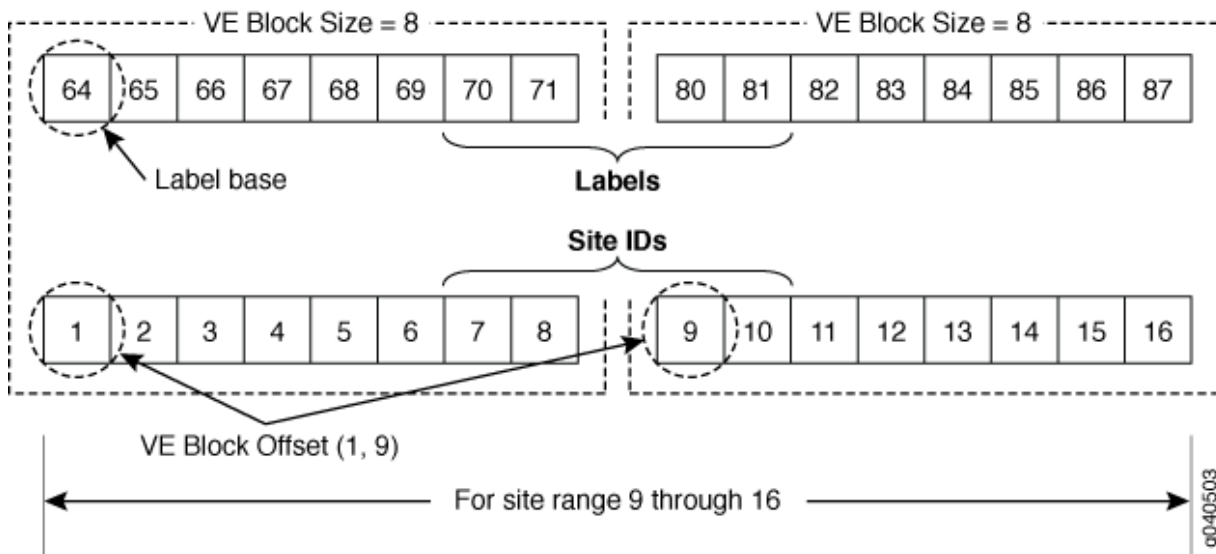 VE Block Size = 8 VE Block Size = 8
64 65 66 67 68 69 70 71 80 81 82 83 84 85 86 87
Label base
Labels
Site IDs
1 2 3 4 5 6 7 8 9 10 11 12 13 14 15 16
VE Block Offset (1, 9)
For site range 9 through 16
g040503